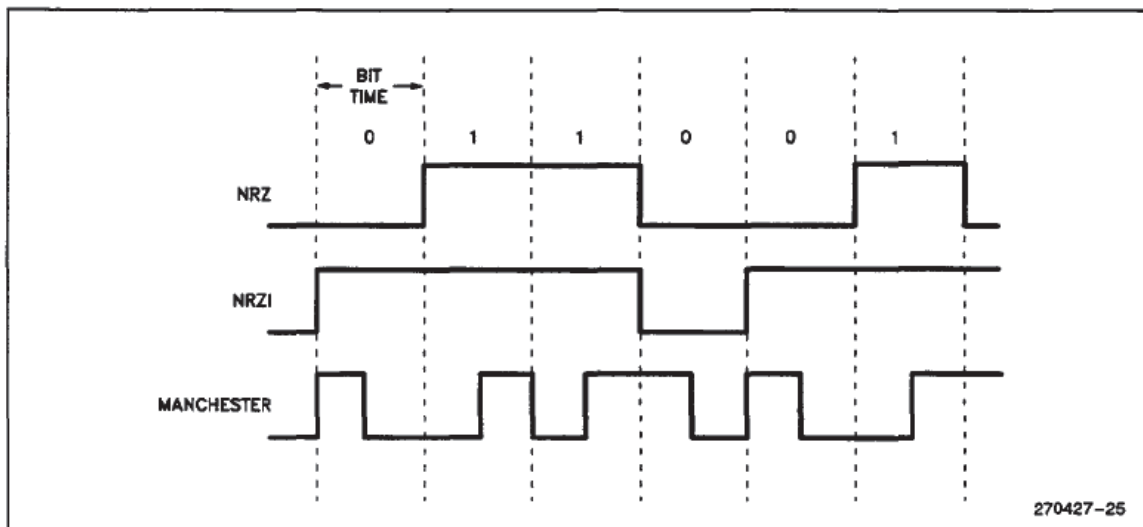 BIT
TIME
0 1 1 0 0 1
NRZ
NRZI
MANCHESTER
270427-25